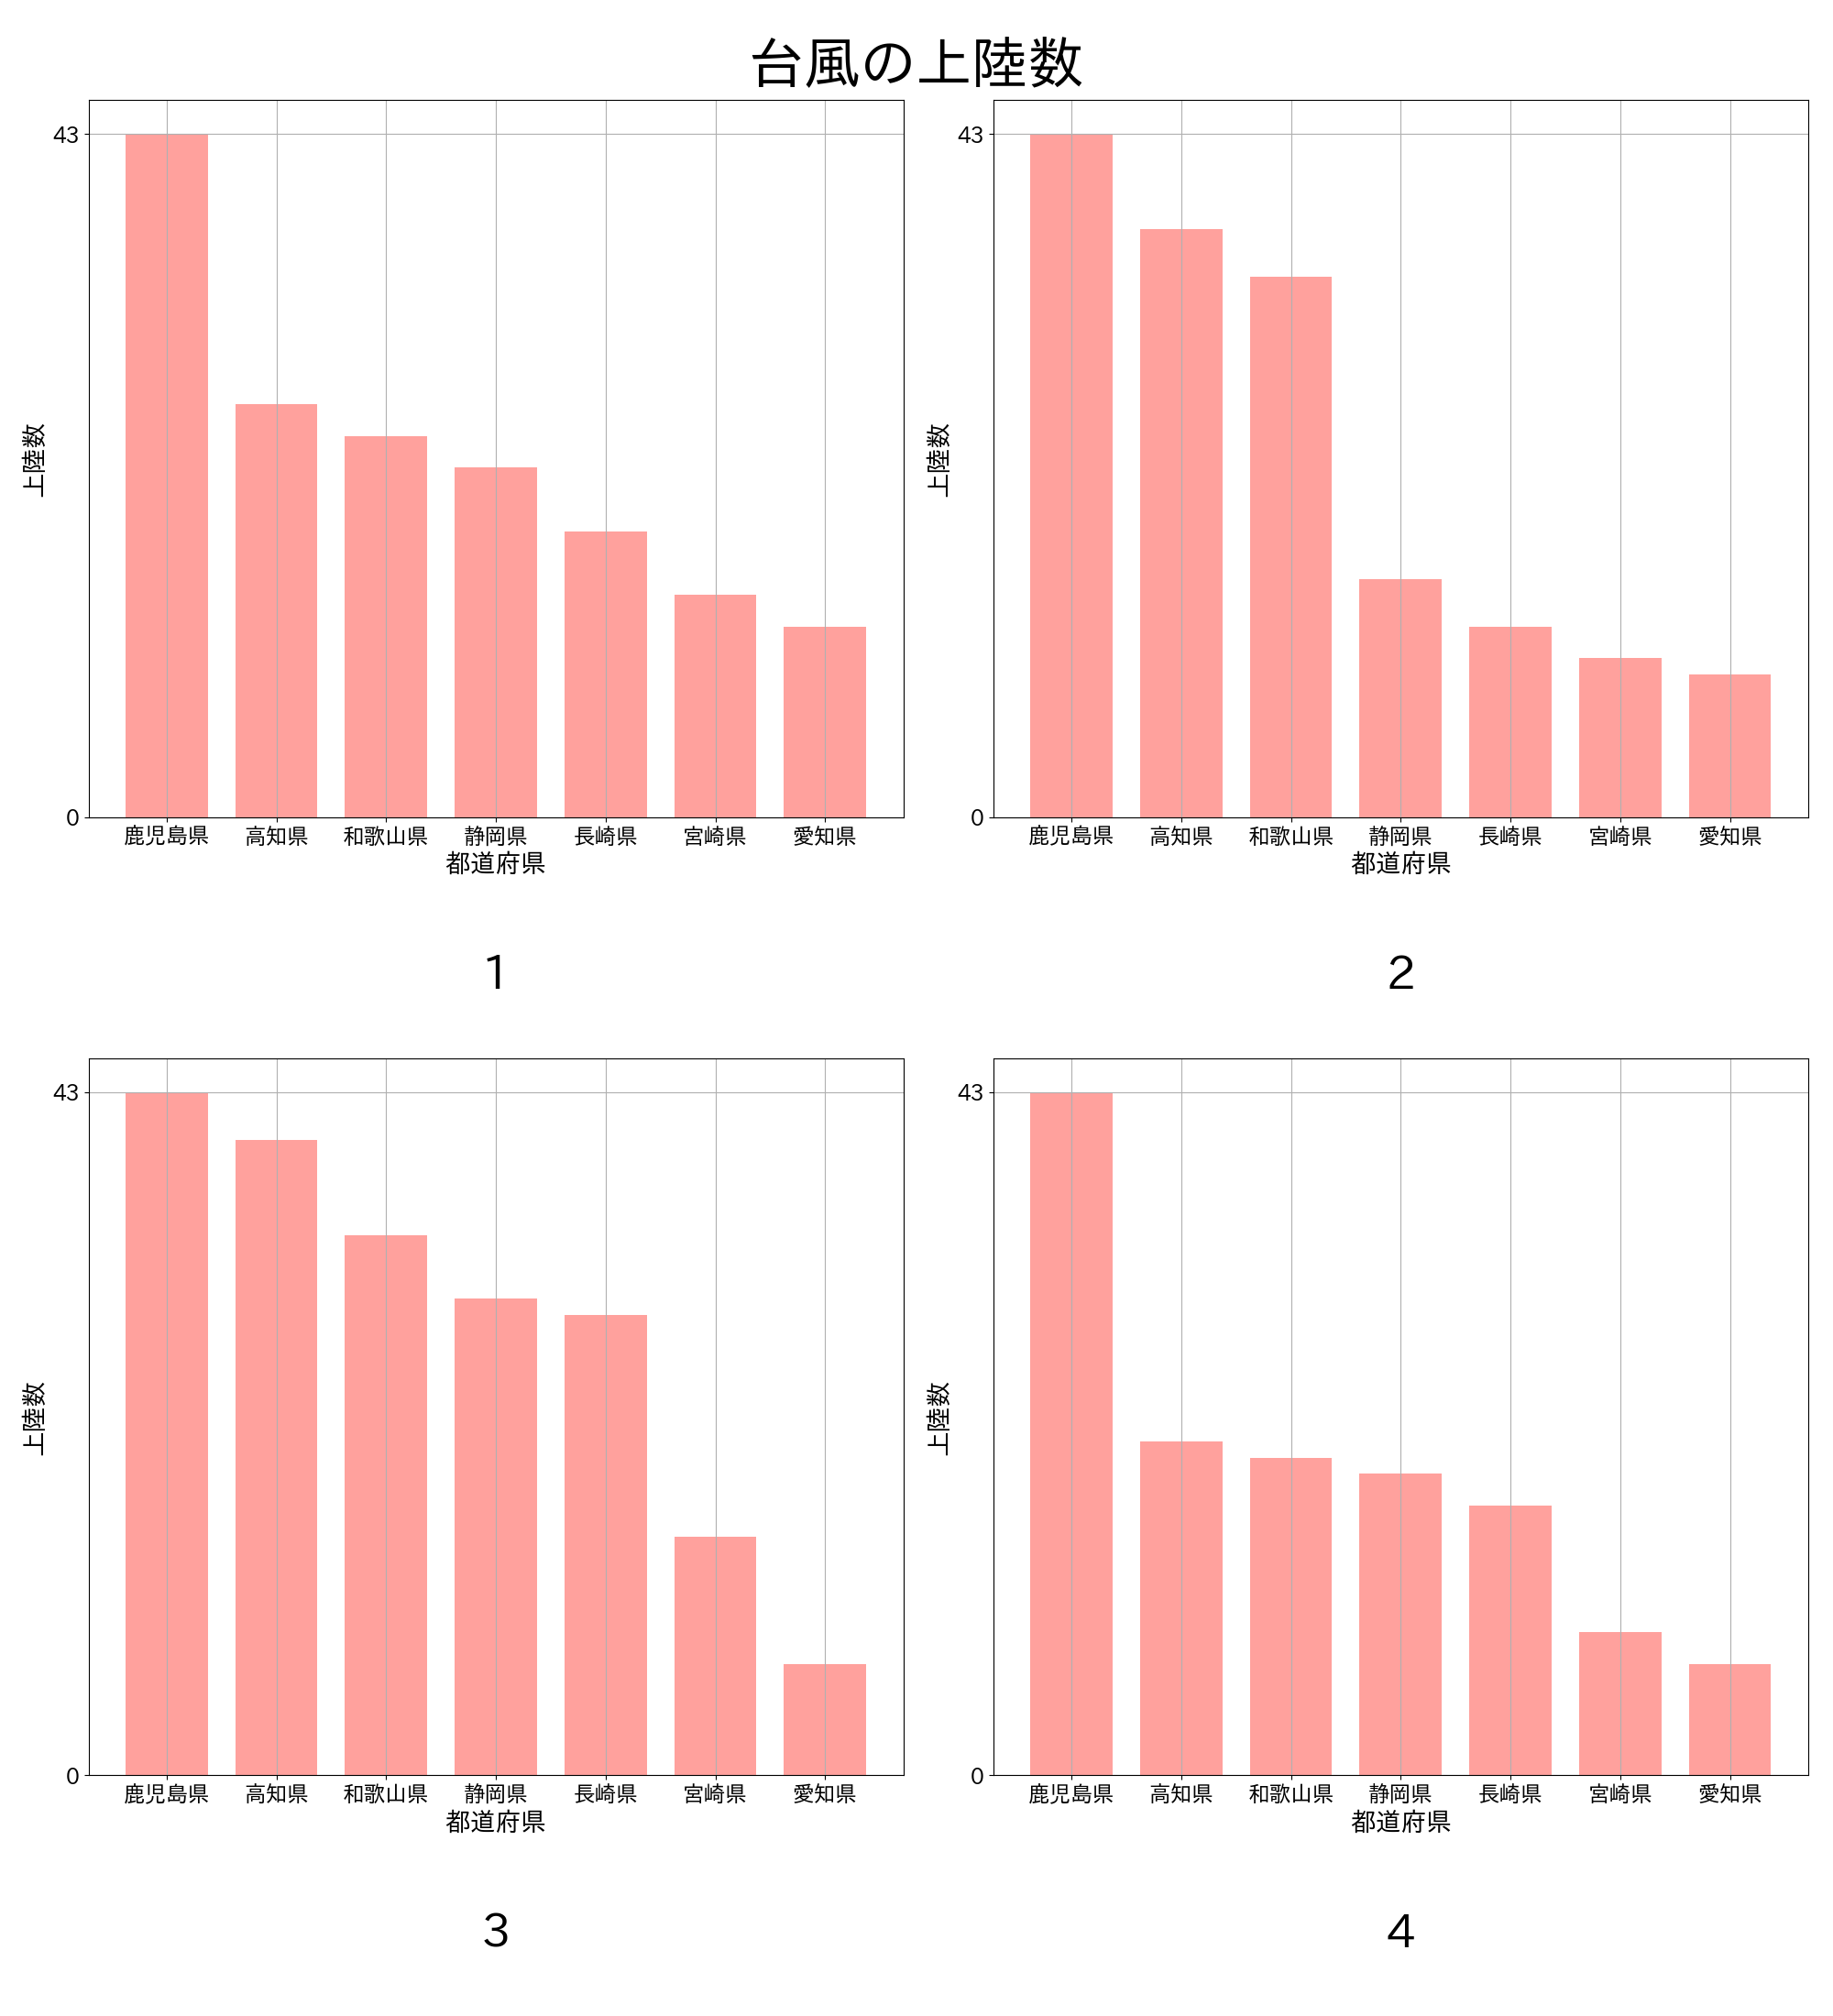 台風の上陸数
43
0
上陸数
鹿児島県 高知県 和歌山県 静岡県 長崎県 宮崎県 愛知県
都道府県
1
43
0
上陸数
鹿児島県 高知県 和歌山県 静岡県 長崎県 宮崎県 愛知県
都道府県
2
43
0
上陸数
鹿児島県 高知県 和歌山県 静岡県 長崎県 宮崎県 愛知県
都道府県
3
43
0
上陸数
鹿児島県 高知県 和歌山県 静岡県 長崎県 宮崎県 愛知県
都道府県
4